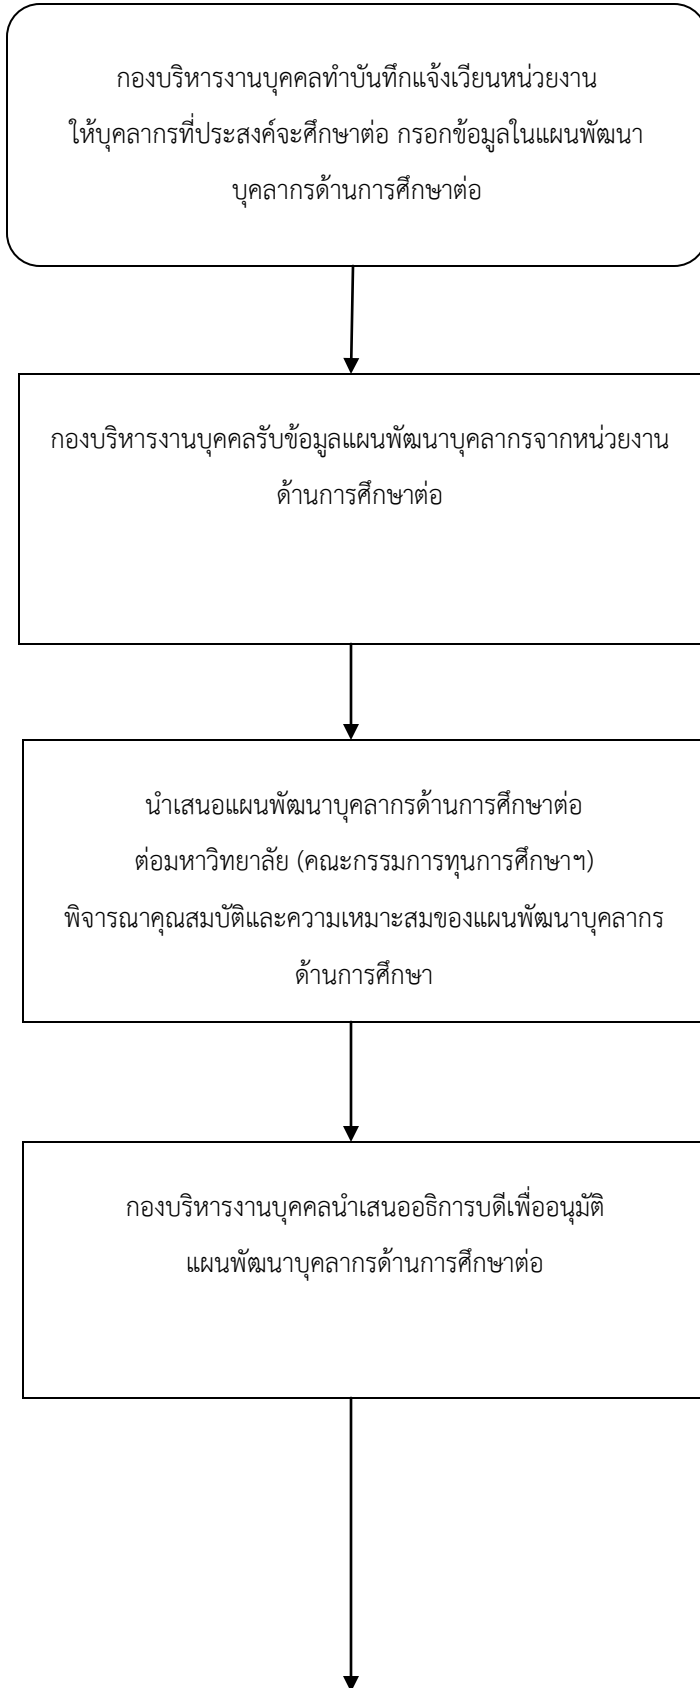 กองบริหารงานบุคคลทำบันทึกแจ้งเวียนหน่วยงาน
ให้บุคลากรที่ประสงค์จะศึกษาต่อ กรอกข้อมูลในแผนพัฒนา
บุคลากรด้านการศึกษาต่อ
กองบริหารงานบุคคลรับข้อมูลแผนพัฒนาบุคลากรจากหน่วยงาน
ด้านการศึกษาต่อ
นำเสนอแผนพัฒนาบุคลากรด้านการศึกษาต่อ
ต่อมหาวิทยาลัย (คณะกรรมการทุนการศึกษาฯ)
พิจารณาคุณสมบัติและความเหมาะสมของแผนพัฒนาบุคลากร
ด้านการศึกษา
กองบริหารงานบุคคลนำเสนออธิการบดีเพื่ออนุมัติ
แผนพัฒนาบุคลากรด้านการศึกษาต่อ